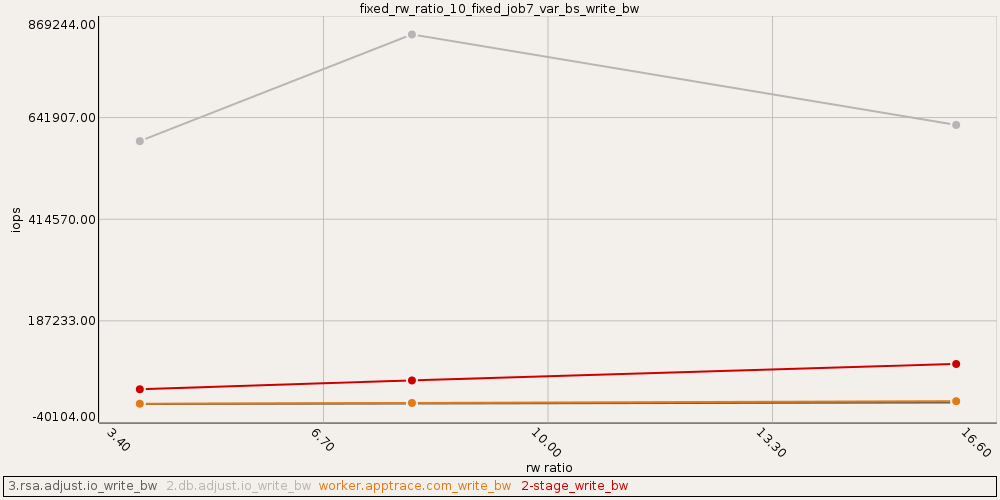 fixed_rw_ratio_10_fixed_job7_var_bs_write_bw
869244.00
641907.00
414570.00
187233.00
-40104.00
iops
3.40 6.70 10.00 13.30 16.60
rw ratio
3.rsa.adjust.io_write_bw 2.db.adjust.io_write_bw worker.apptrace.com_write_bw 2-stage_write_bw